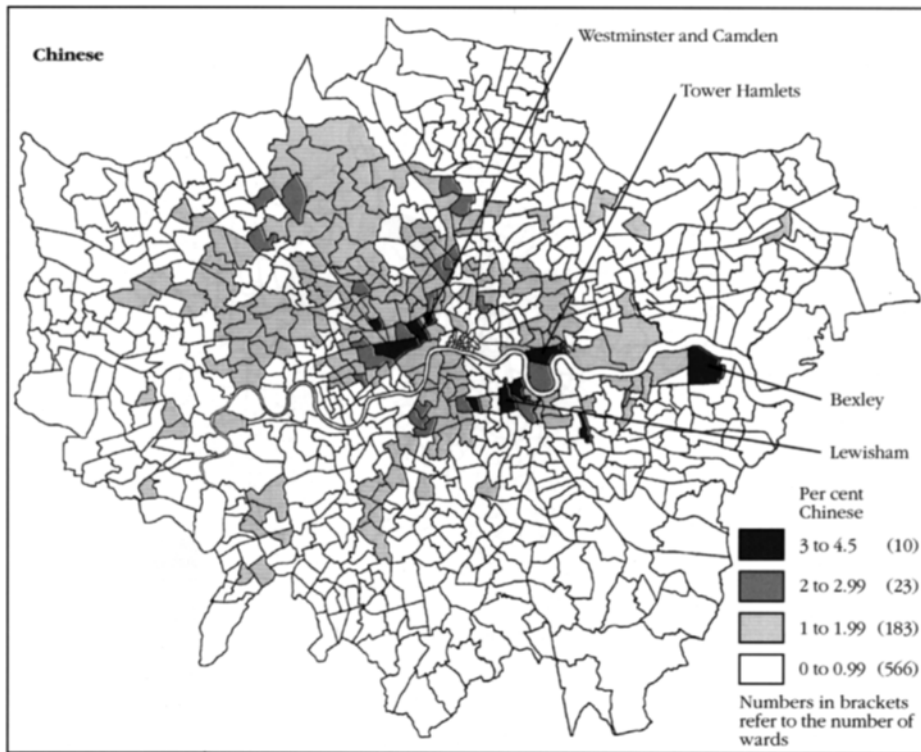 Chinese
Westminster and Camden
Tower Hamlets
Bexley
Lewisham
Per cent
Chinese
3 to 4.5 (10)
2 to 2.99 (23)
1 to 1.99 (183)
0 to 0.99 (566)
Numbers in brackets
refer to the number of
wards